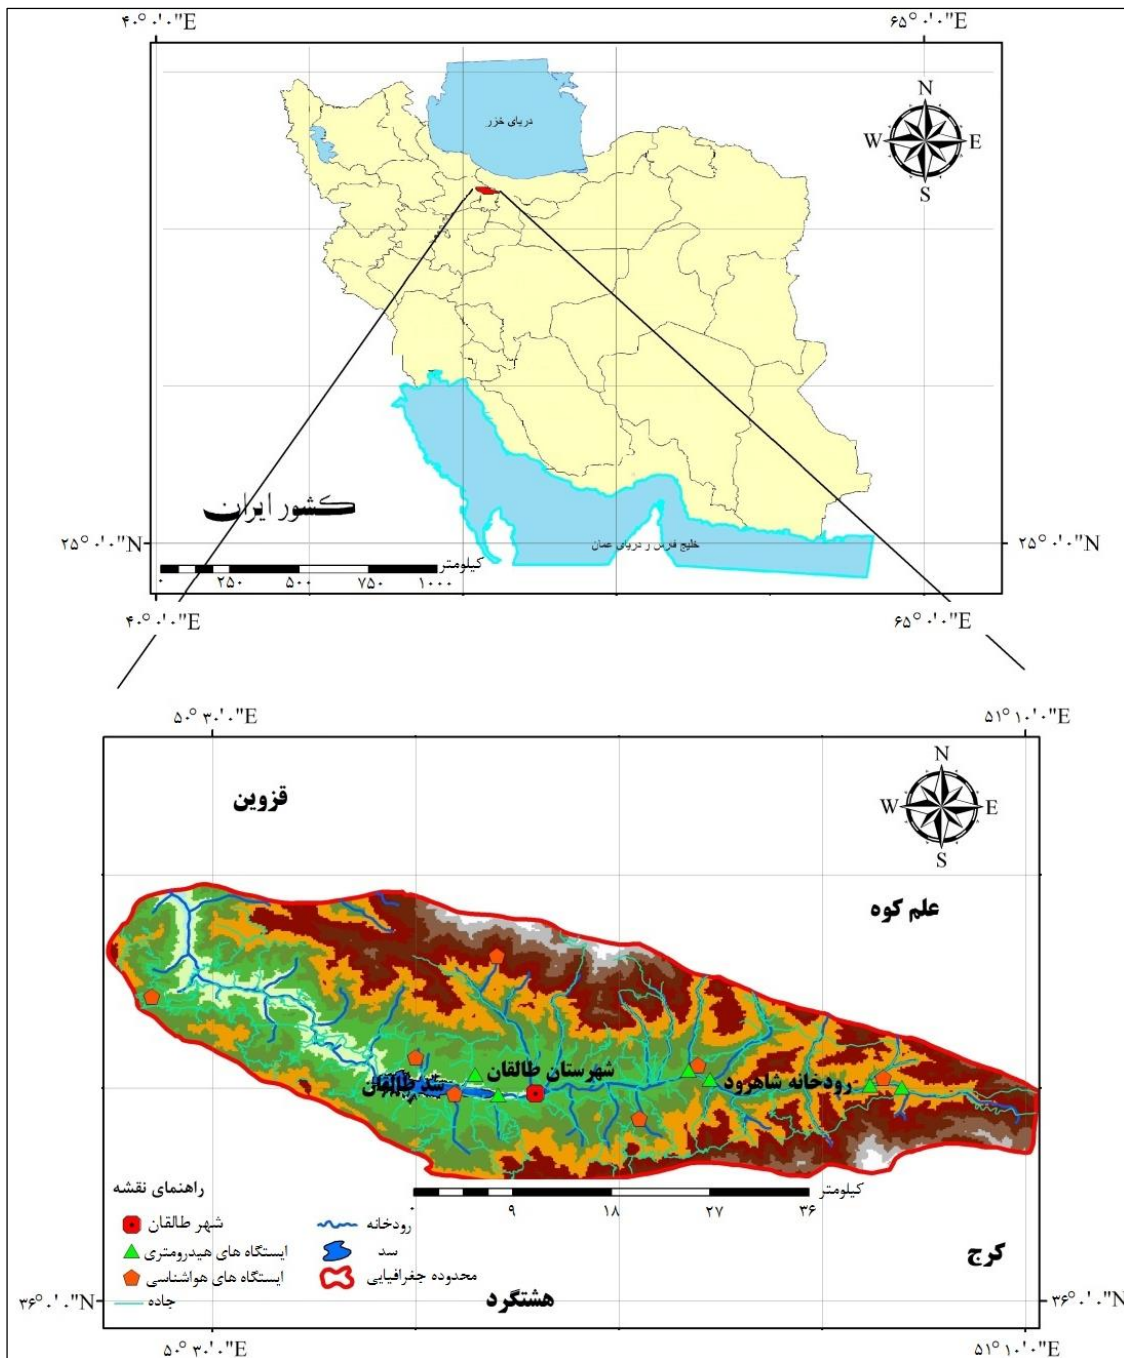 ۴۰° ۰'۰"E ۶۵° ۰'۰"E
N
W E
S
دریای خزر
کشور ایران
خلیج فارس و دریای عمان
۲۵° ۰'۰"N ۲۵° ۰'۰"N
کیلومتر
۰ ۲۵۰ ۵۰۰ ۷۵۰ ۱۰۰۰
۴۰° ۰'۰"E ۶۵° ۰'۰"E
۵۰° ۳۰'۰"E ۵۱° ۱۰'۰"E
قزوین
N
W E
S
علم کوه
شهرستان طالقان
سد طالقان
رودخانه شاهرود
کیلومتر
۰ ۹ ۱۸ ۲۷ ۳۶
راهنمای نقشه
شهر طالقان
ایستگاه های هیدرومتری
ایستگاه های هواشناسی
جاده
رودخانه
سد
محدوده جغرافیایی
کرج
هشتگرد
۳۶° ۰'۰"N ۳۶° ۰'۰"N
۵۰° ۳۰'۰"E ۵۱° ۱۰'۰"E